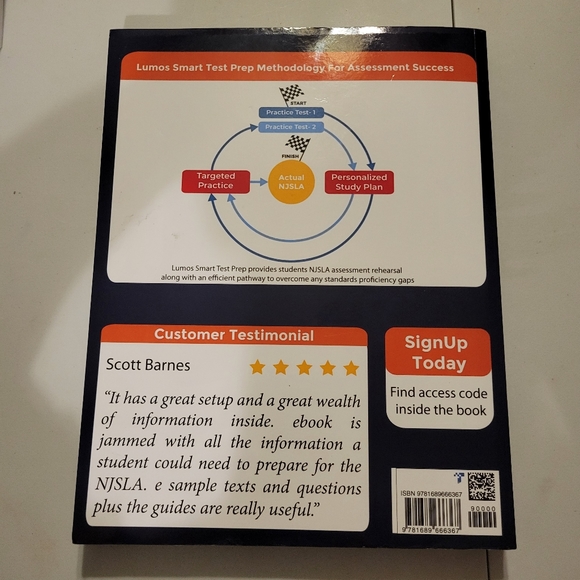 Lumos Smart Test Prep Methodology For Assessment Success
START
Practice Test- 1
Practice Test- 2
FINISH
Targeted
Practice
Actual
NJSLA
Personalized
Study Plan
Lumos Smart Test Prep provides students NJSLA assessment rehearsal
along with an efficient pathway to overcome any standards proficiency gaps
Customer Testimonial
Scott Barnes
“It has a great setup and a great wealth
of information inside. ebook is
jammed with all the information a
student could need to prepare for the
NJSLA. e sample texts and questions
plus the guides are really useful.”
SignUp
Today
Find access code
inside the book
ISBN 9781689666367
90000
9 781689 666367